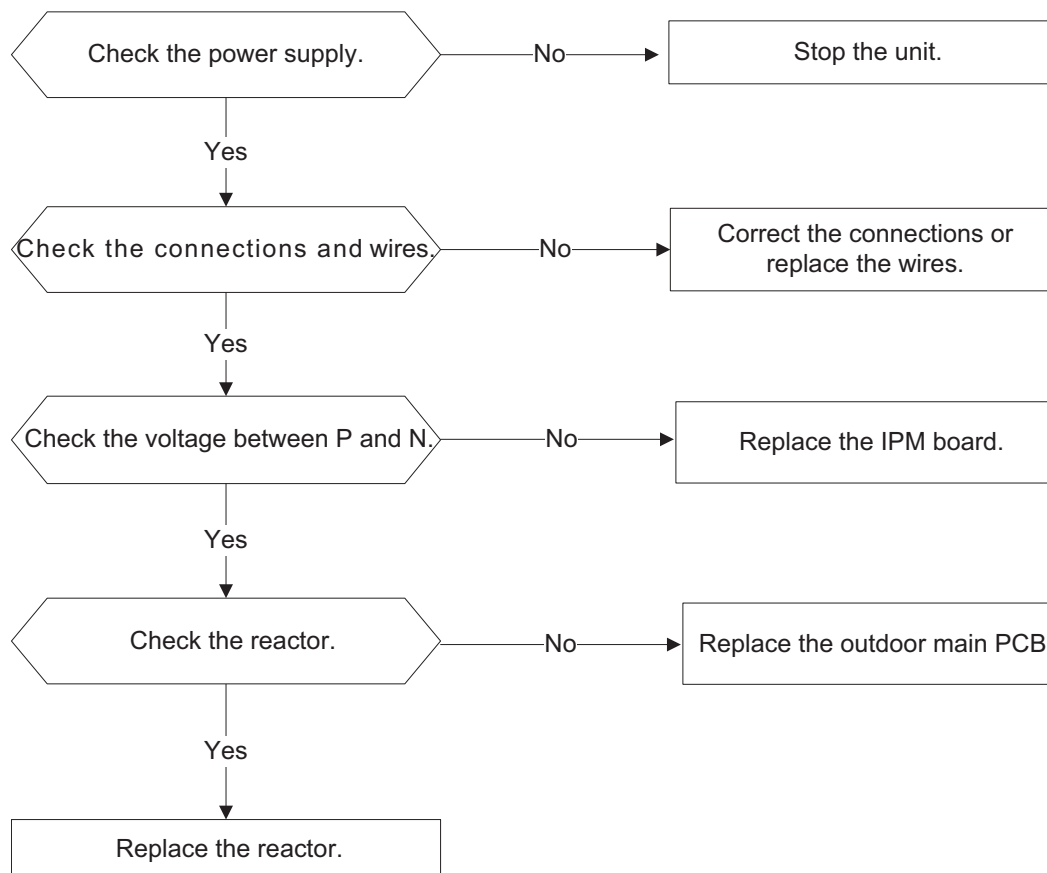 Check the power supply.
No
Stop the unit.
Yes
Check the connections and wires.
No
Correct the connections or
replace the wires.
Yes
Check the voltage between P and N.
No
Replace the IPM board.
Yes
Check the reactor.
No
Replace the outdoor main PCB
Yes
Replace the reactor.